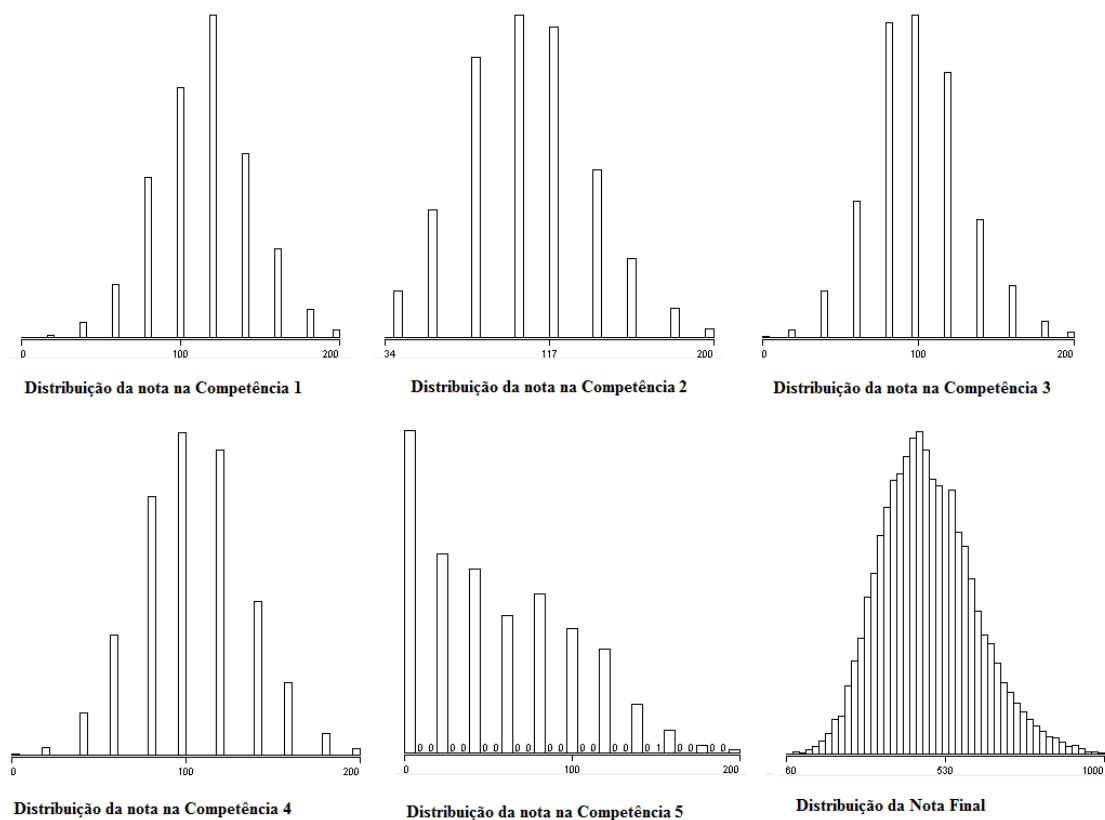 0 100 200
34 117 200
0 100 200
Distribuição da nota na Competência 1
Distribuição da nota na Competência 2
Distribuição da nota na Competência 3
0 0 0 0 0 0 0 0 0 0 0 0 0 0 1 0 0 0 0 0
0 100 200
0 100 200
60 530 1000
Distribuição da nota na Competência 4
Distribuição da nota na Competência 5
Distribuição da Nota Final